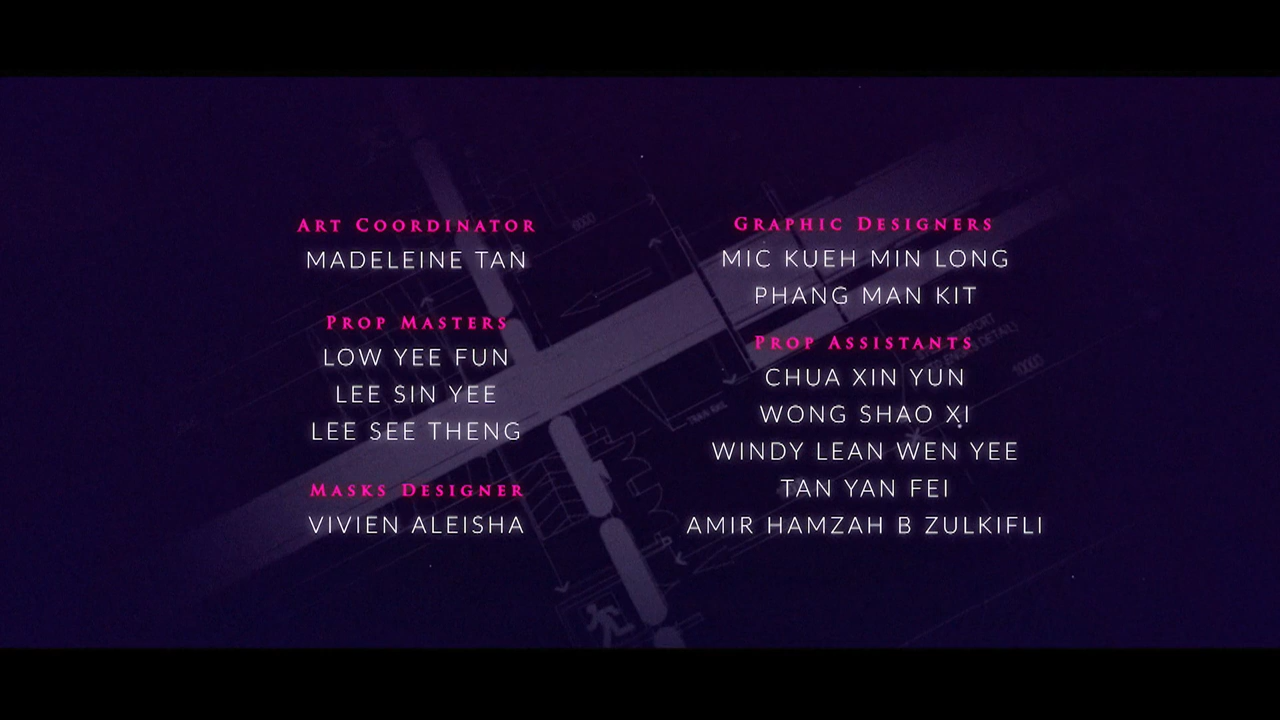 ART COORDINATOR
MADELEINE TAN
PROP MASTERS
LOW YEE FUN
LEE SIN YEE
LEE SEE THENG
MASKS DESIGNER
VIVIEN ALEISHA
GRAPHIC DESIGNERS
MIC KUEH MIN LONG
PHANG MAN KIT
PROP ASSISTANTS
CHUA XIN YUN
WONG SHAO XI
WINDY LEAN WEN YEE
TAN YAN FEI
AMIR HAMZAH B ZULKIFLI